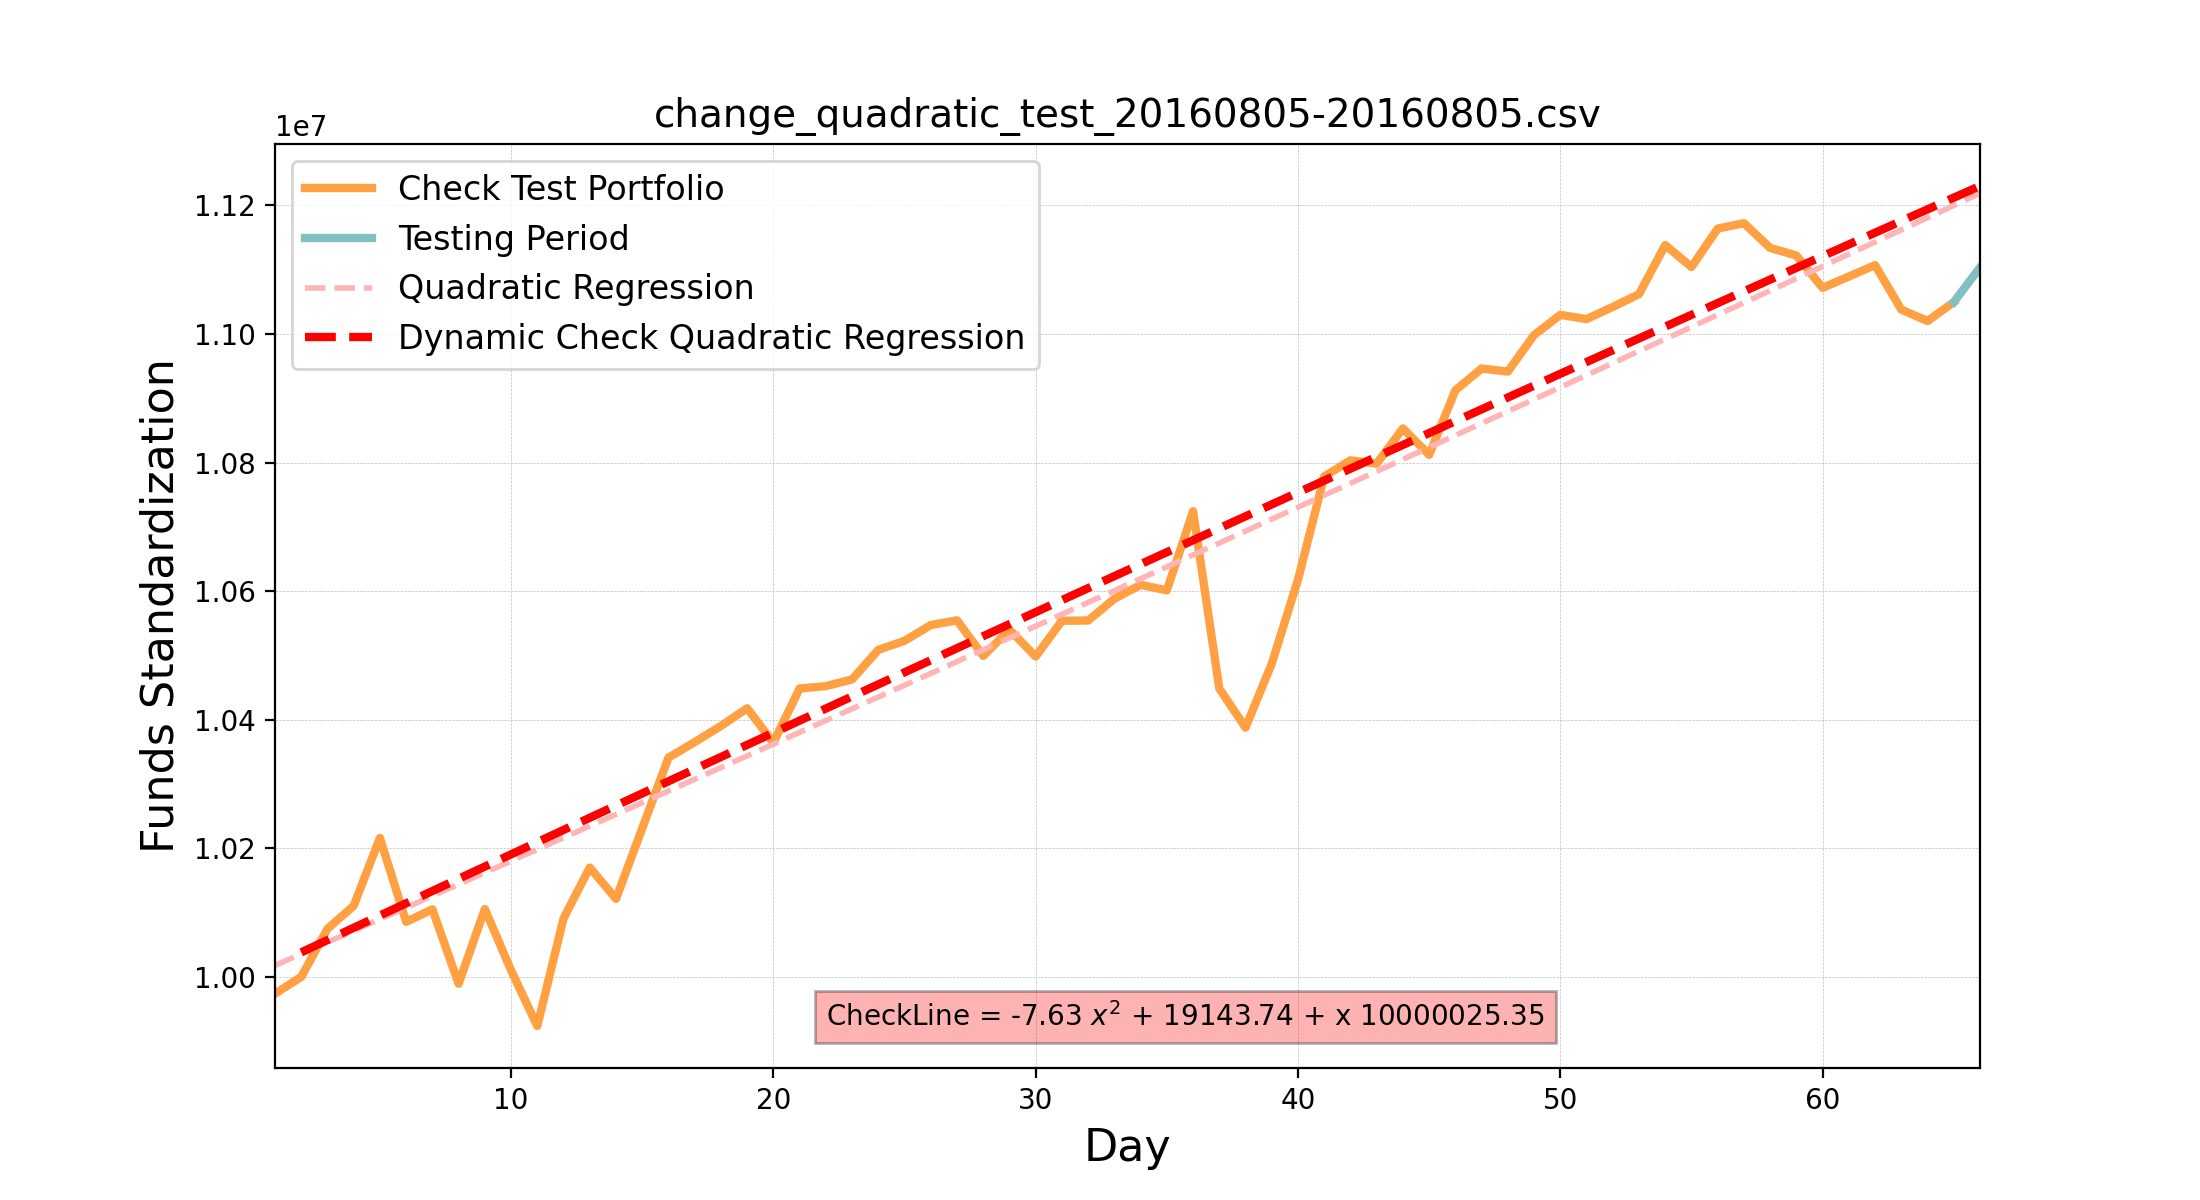 change_quadratic_test_20160805-20160805.csv
1e7
Check Test Portfolio
Testing Period
Quadratic Regression
Dynamic Check Quadratic Regression
Funds Standardization
1.12
1.10
1.08
1.06
1.04
1.02
1.00
CheckLine = -7.63 x² + 19143.74 + x 10000025.35
10 20 30 40 50 60
Day